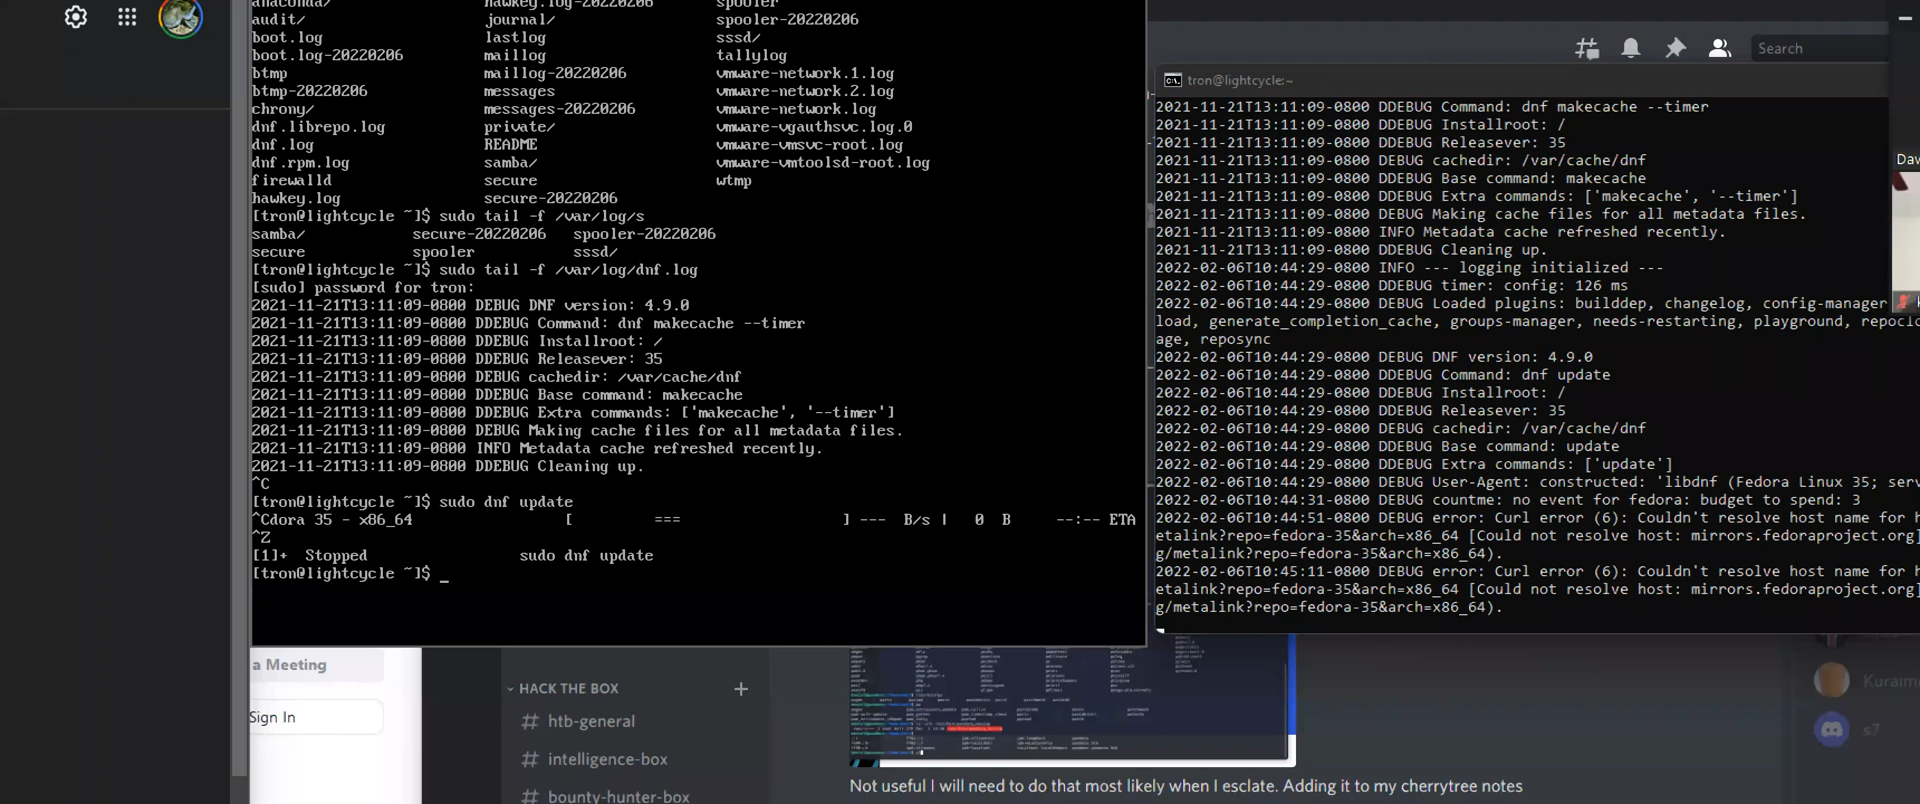 anaconda/ hawkey.log-20220206 spooler
audit/ journal/ spooler-20220206
boot.log lastlog sssd/
boot.log-20220206 maillog tallylog
btmp maillog-20220206 vmware-network.1.log
btmp-20220206 messages vmware-network.2.log
chrony/ messages-20220206 vmware-network.log
dnf.librepo.log private/ vmware-vgauthsvc.log.0
dnf.log README vmware-vmsvc-root.log
dnf.rpm.log samba/ vmware-vmtoolsd-root.log
firewalld secure wtmp
hawkey.log secure-20220206
[tron@lightcycle ~]$ sudo tail -f /var/log/s
samba/ secure-20220206 spooler-20220206
secure spooler sssd/
[tron@lightcycle ~]$ sudo tail -f /var/log/dnf.log
[sudo] password for tron:
2021-11-21T13:11:09-0800 DEBUG DNF version: 4.9.0
2021-11-21T13:11:09-0800 DDEBUG Command: dnf makecache --timer
2021-11-21T13:11:09-0800 DDEBUG Installroot: /
2021-11-21T13:11:09-0800 DDEBUG Releasever: 35
2021-11-21T13:11:09-0800 DEBUG cachedir: /var/cache/dnf
2021-11-21T13:11:09-0800 DDEBUG Base command: makecache
2021-11-21T13:11:09-0800 DDEBUG Extra commands: ['makecache', '--timer']
2021-11-21T13:11:09-0800 DEBUG Making cache files for all metadata files.
2021-11-21T13:11:09-0800 INFO Metadata cache refreshed recently.
2021-11-21T13:11:09-0800 DDEBUG Cleaning up.
^C
[tron@lightcycle ~]$ sudo dnf update
^Cdora 35 - x86_64 [ === ] --- B/s | 0 B --:-- ETA
^Z
[1]+ Stopped sudo dnf update
[tron@lightcycle ~]$ _
Search
tron@lightcycle:~
2021-11-21T13:11:09-0800 DDEBUG Command: dnf makecache --timer
2021-11-21T13:11:09-0800 DDEBUG Installroot: /
2021-11-21T13:11:09-0800 DDEBUG Releasever: 35
2021-11-21T13:11:09-0800 DEBUG cachedir: /var/cache/dnf
2021-11-21T13:11:09-0800 DDEBUG Base command: makecache
2021-11-21T13:11:09-0800 DDEBUG Extra commands: ['makecache', '--timer']
2021-11-21T13:11:09-0800 DEBUG Making cache files for all metadata files.
2021-11-21T13:11:09-0800 INFO Metadata cache refreshed recently.
2021-11-21T13:11:09-0800 DDEBUG Cleaning up.
2022-02-06T10:44:29-0800 INFO --- logging initialized ---
2022-02-06T10:44:29-0800 DDEBUG timer: config: 126 ms
2022-02-06T10:44:29-0800 DEBUG Loaded plugins: builddep, changelog, config-manager
load, generate_completion_cache, groups-manager, needs-restarting, playground, repoclo
age, reposync
2022-02-06T10:44:29-0800 DEBUG DNF version: 4.9.0
2022-02-06T10:44:29-0800 DDEBUG Command: dnf update
2022-02-06T10:44:29-0800 DDEBUG Installroot: /
2022-02-06T10:44:29-0800 DDEBUG Releasever: 35
2022-02-06T10:44:29-0800 DEBUG cachedir: /var/cache/dnf
2022-02-06T10:44:29-0800 DDEBUG Base command: update
2022-02-06T10:44:29-0800 DDEBUG Extra commands: ['update']
2022-02-06T10:44:29-0800 DEBUG User-Agent: constructed: 'libdnf (Fedora Linux 35; serv
2022-02-06T10:44:31-0800 DEBUG countme: no event for fedora: budget to spend: 3
2022-02-06T10:44:51-0800 DEBUG error: Curl error (6): Couldn't resolve host name for h
etalink?repo=fedora-35&arch=x86_64 [Could not resolve host: mirrors.fedoraproject.org]
g/metalink?repo=fedora-35&arch=x86_64).
2022-02-06T10:45:11-0800 DEBUG error: Curl error (6): Couldn't resolve host name for h
etalink?repo=fedora-35&arch=x86_64 [Could not resolve host: mirrors.fedoraproject.org]
g/metalink?repo=fedora-35&arch=x86_64).
Dav
a Meeting
Sign In
HACK THE BOX
# htb-general
# intelligence-box
# bounty-hunter-box
Not useful I will need to do that most likely when I esclate. Adding it to my cherrytree notes
Kuraim
s7